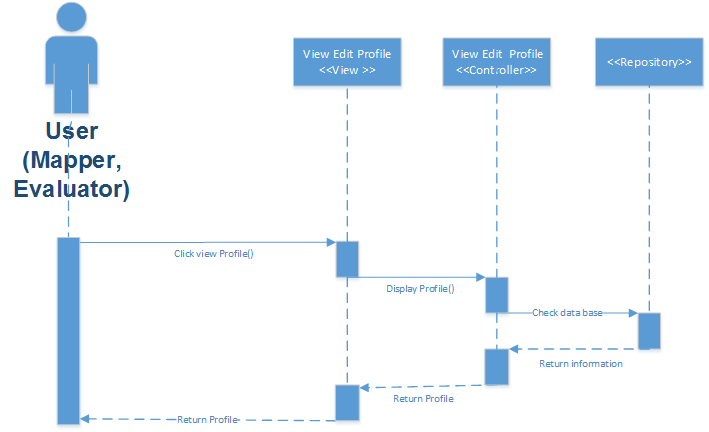 View Edit Profile
<<View >>
View Edit  Profile
<<Controller>>
<<Repository>>
User
(Mapper,
Evaluator)
Click view Profile()
Display Profile()
Check data base
Return information
Return Profile
Return Profile